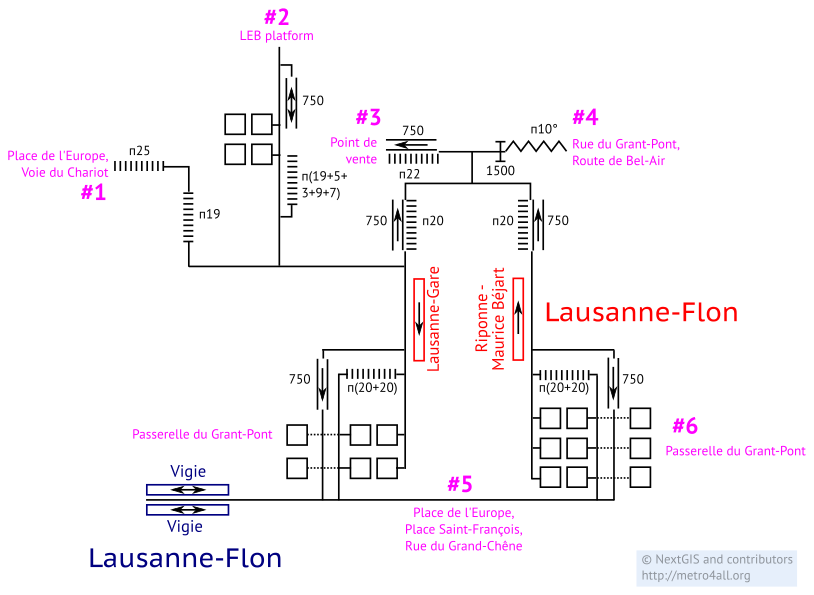 #2
LEB platform
750
#3
Point de
vente
750
п22
п10°
1500
#4
Rue du Grant-Pont,
Route de Bel-Air
п25
Place de l'Europe,
Voie du Chariot
#1
п(19+5+
3+9+7)
п19
750
п20
п20
750
Lausanne-Gare
Riponne -
Maurice Béjart
Lausanne-Flon
750
п(20+20)
п(20+20)
750
Passerelle du Grant-Pont
#6
Passerelle du Grant-Pont
Vigie
Vigie
#5
Place de l'Europe,
Place Saint-François,
Rue du Grand-Chêne
Lausanne-Flon
© NextGIS and contributors
http://metro4all.org